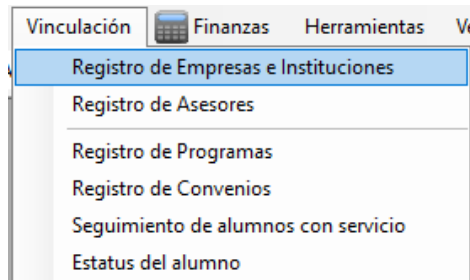 Vinculación Finanzas Herramientas
Registro de Empresas e Instituciones
Registro de Asesores
Registro de Programas
Registro de Convenios
Seguimiento de alumnos con servicio
Estatus del alumno